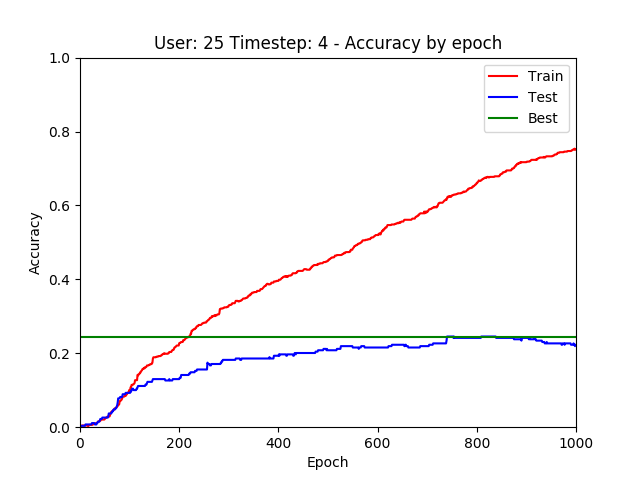 User: 25 Timestep: 4 - Accuracy by epoch
1.0
0.8
0.6
0.4
0.2
0.0
Accuracy
Train
Test
Best
0 200 400 600 800 1000
Epoch